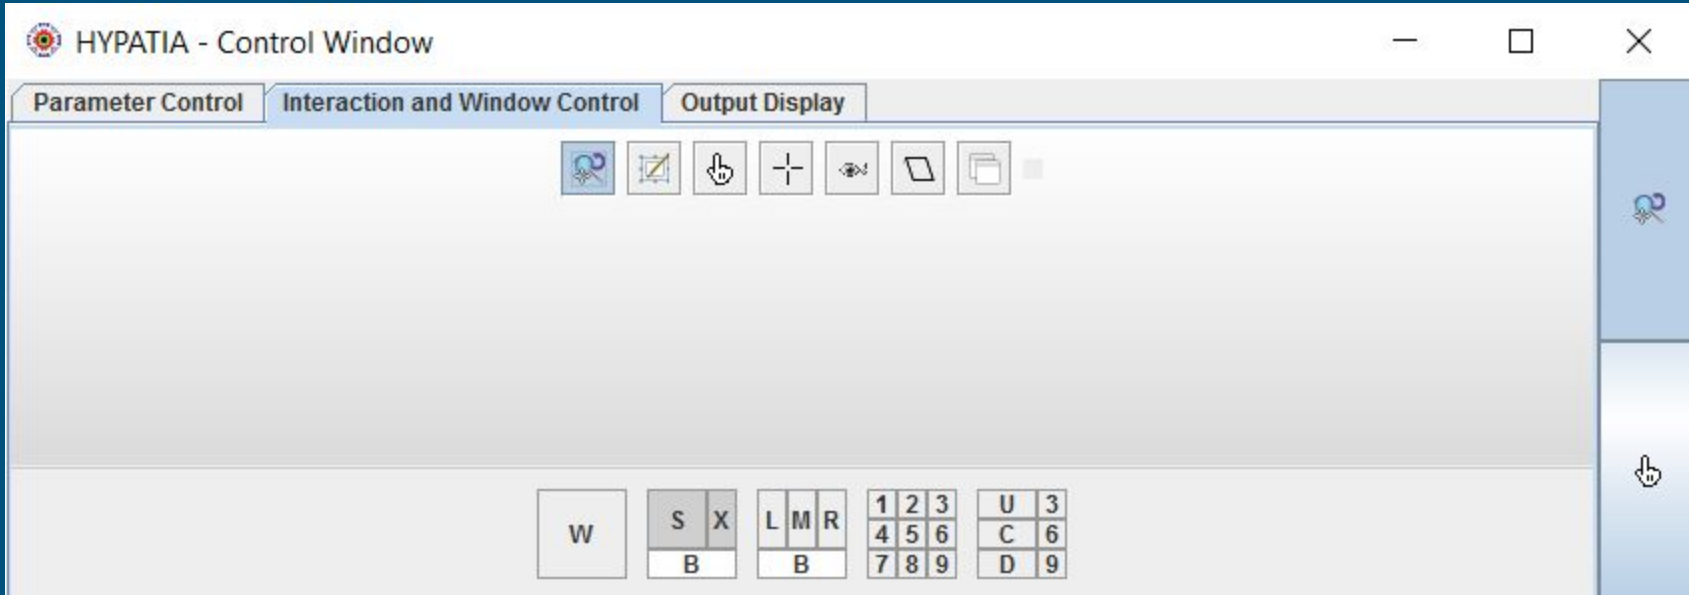 HYPATIA - Control Window
Parameter Control Interaction and Window Control Output Display
W
S X
B
L M R
B
1 2 3
4 5 6
7 8 9
U 3
C 6
D 9